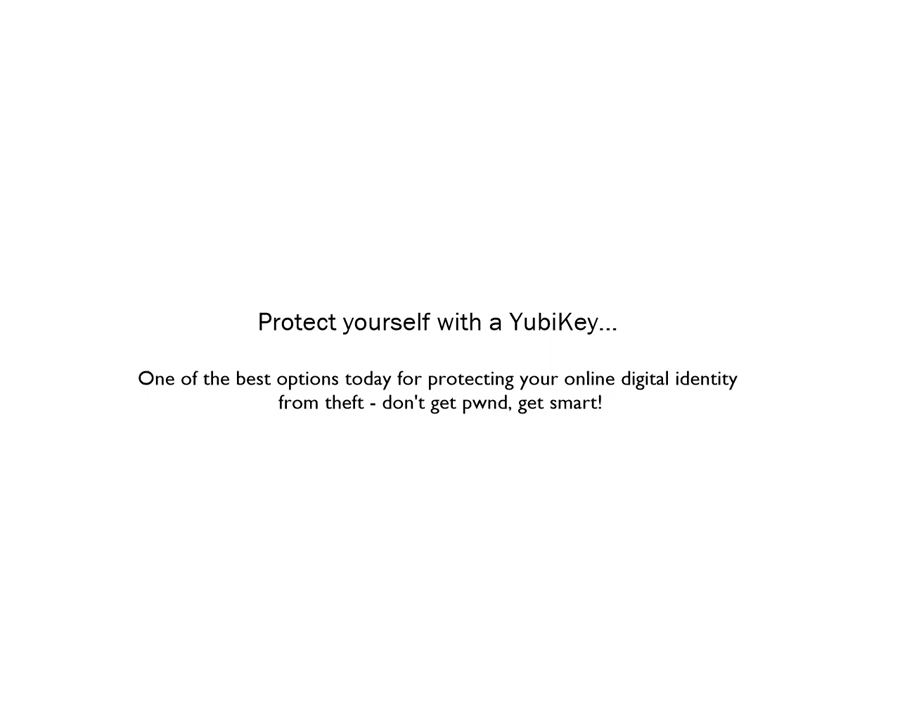 Protect yourself with a YubiKey...
One of the best options today for protecting your online digital identity
from theft - don't get pwnd, get smart!